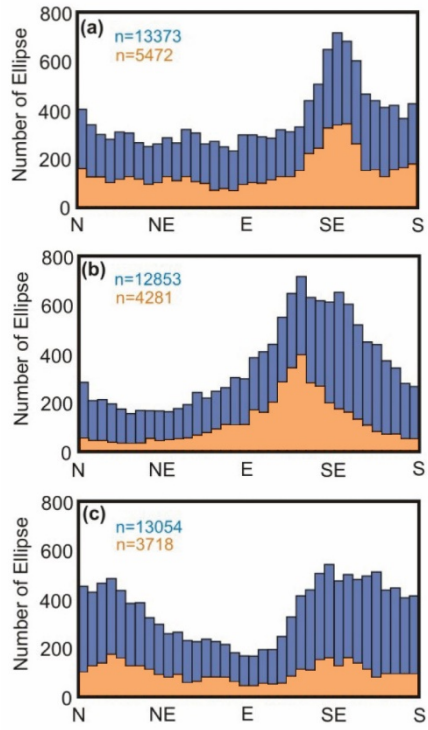 800
(a)
n=13373
n=5472
600
400
200
0
Number of Ellipse
N NE E SE S
800
(b)
n=12853
n=4281
600
400
200
0
Number of Ellipse
N NE E SE S
800
(c)
n=13054
n=3718
600
400
200
0
Number of Ellipse
N NE E SE S